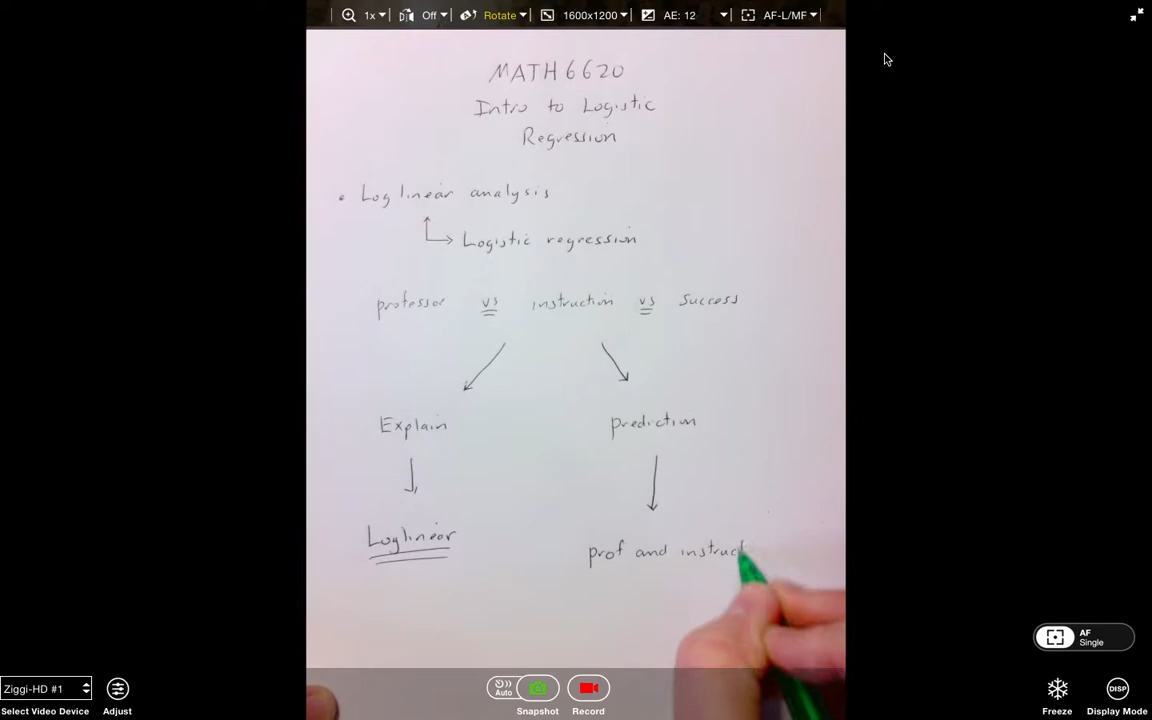 1x Off Rotate 1600x1200 AE: 12 AF-L/MF
MATH 6620
Intro to Logistic
Regression
• Loglinear analysis
Logistic regression
professor vs instruction vs success
Explain prediction
Loglinear
prof and instruct
AF
Single
Ziggi-HD #1
Auto
Select Video Device Adjust Snapshot Record Freeze Display Mode
DISP